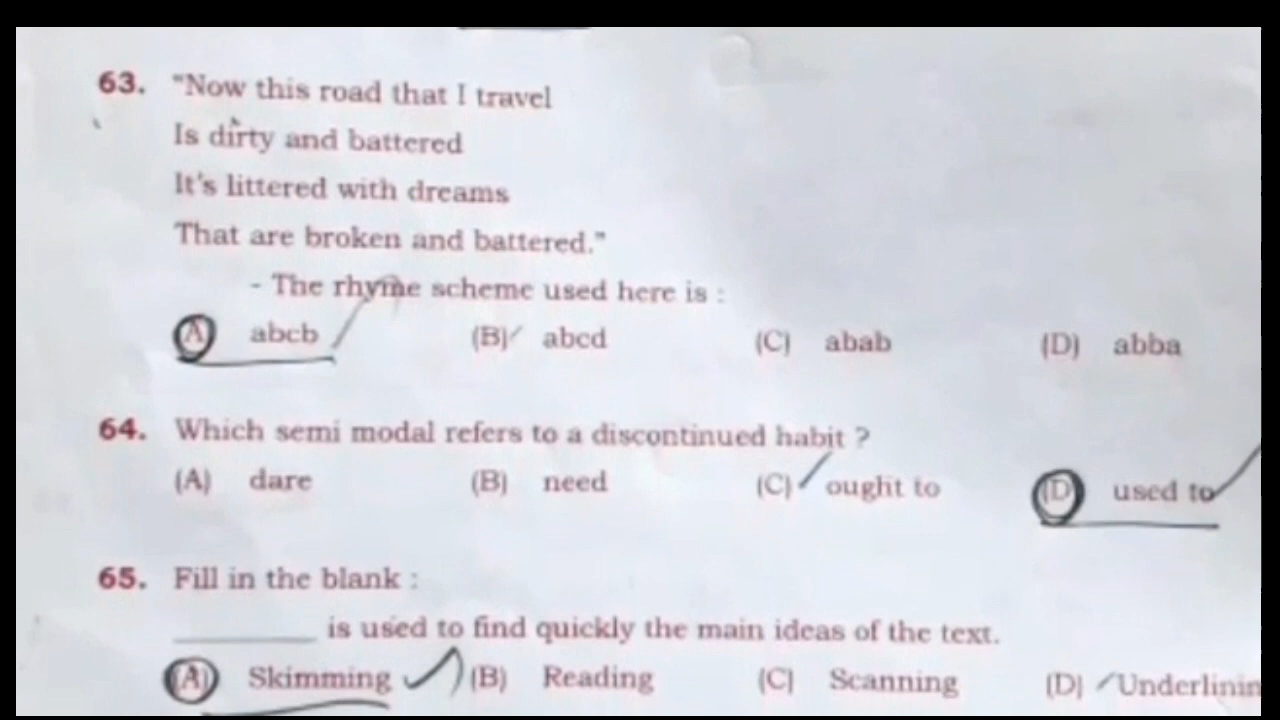 63. "Now this road that I travel
Is dirty and battered
It's littered with dreams
That are broken and battered."
- The rhyme scheme used here is :
(A) abcb (B) abcd (C) abab (D) abba
64. Which semi modal refers to a discontinued habit ?
(A) dare (B) need (C) ought to (D) used to
65. Fill in the blank :
__________ is used to find quickly the main ideas of the text.
(A) Skimming (B) Reading (C) Scanning (D) Underlinin